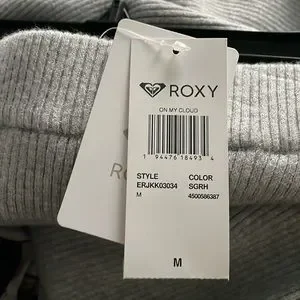 ROXY
ON MY CLOUD
1 94476 18493 4
STYLE COLOR
ERJKK03034 SGRH
M 4500586387
M